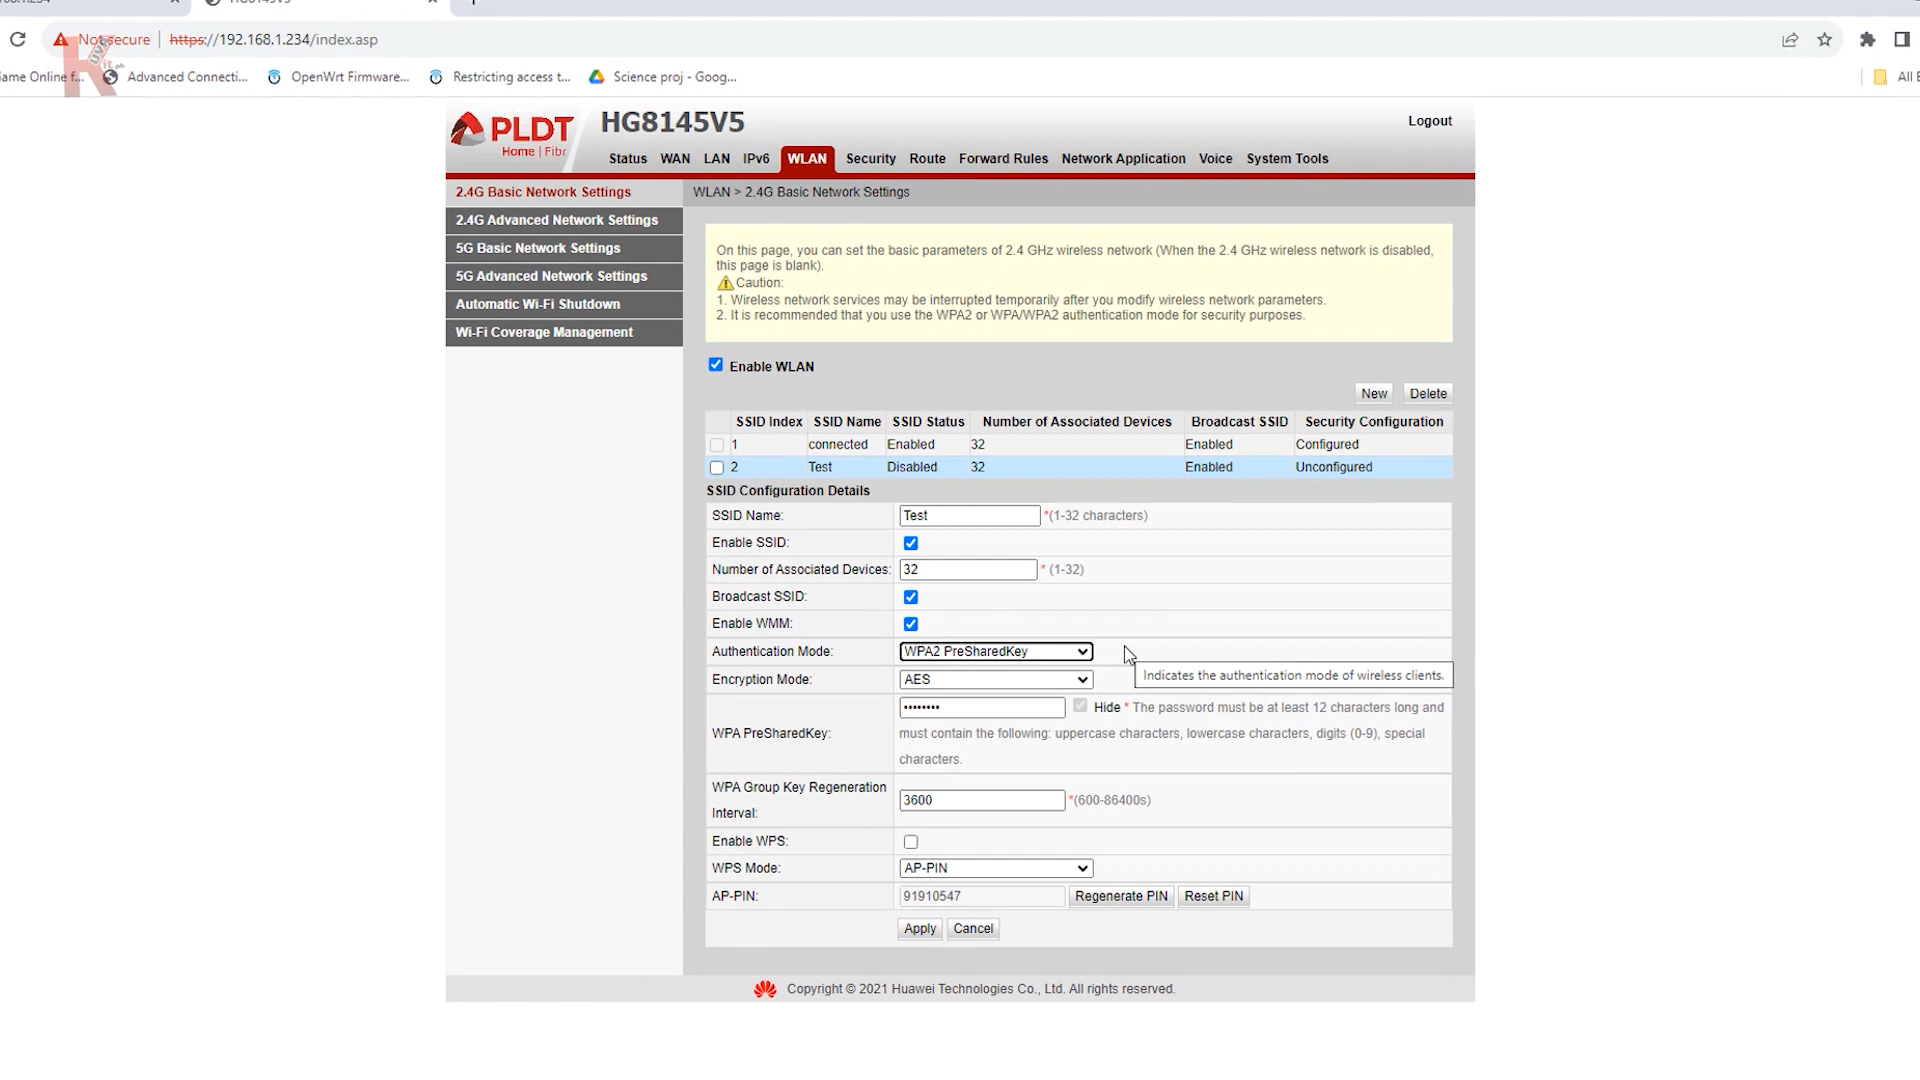 HG8145V5
Not secure | https://192.168.1.234/index.asp
ame Online f... Advanced Connecti... OpenWrt Firmware... Restricting access t... Science proj - Goog... All
PLDT
Home | Fibr
HG8145V5
Logout
Status WAN LAN IPv6 WLAN Security Route Forward Rules Network Application Voice System Tools
2.4G Basic Network Settings
2.4G Advanced Network Settings
5G Basic Network Settings
5G Advanced Network Settings
Automatic Wi-Fi Shutdown
Wi-Fi Coverage Management
WLAN > 2.4G Basic Network Settings
On this page, you can set the basic parameters of 2.4 GHz wireless network (When the 2.4 GHz wireless network is disabled,
this page is blank).
Caution:
1. Wireless network services may be interrupted temporarily after you modify wireless network parameters.
2. It is recommended that you use the WPA2 or WPA/WPA2 authentication mode for security purposes.
Enable WLAN
New Delete
SSID Index SSID Name SSID Status Number of Associated Devices Broadcast SSID Security Configuration
1 connected Enabled 32 Enabled Configured
2 Test Disabled 32 Enabled Unconfigured
SSID Configuration Details
SSID Name: Test *(1-32 characters)
Enable SSID:
Number of Associated Devices: 32 * (1-32)
Broadcast SSID:
Enable WMM:
Authentication Mode: WPA2 PreSharedKey
Indicates the authentication mode of wireless clients.
Encryption Mode: AES
WPA PreSharedKey: •••••••• Hide * The password must be at least 12 characters long and
must contain the following: uppercase characters, lowercase characters, digits (0-9), special
characters.
WPA Group Key Regeneration
Interval: 3600 *(600-86400s)
Enable WPS:
WPS Mode: AP-PIN
AP-PIN: 91910547 Regenerate PIN Reset PIN
Apply Cancel
Copyright © 2021 Huawei Technologies Co., Ltd. All rights reserved.